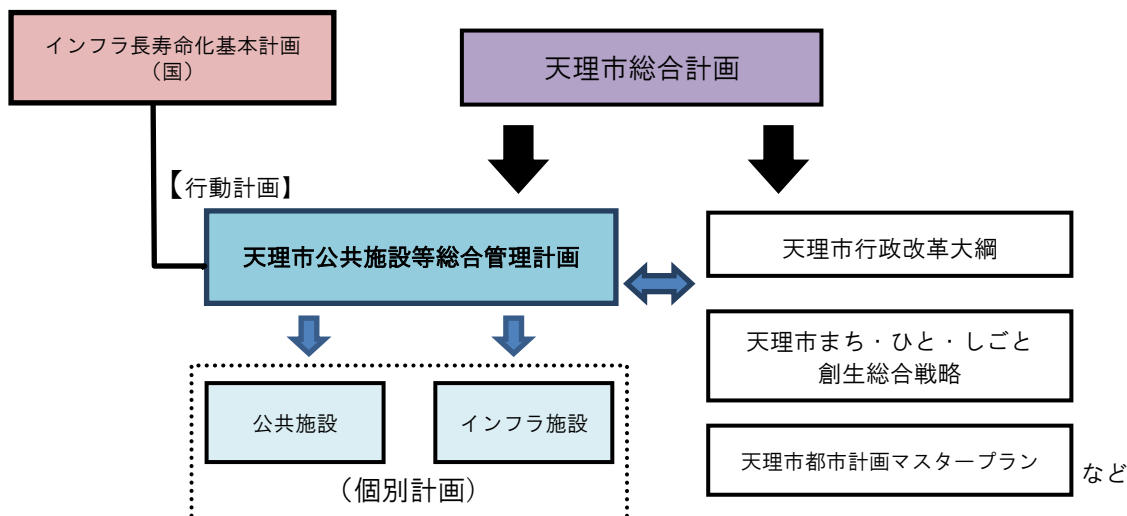 インフラ長寿命化基本計画
（国）
天理市総合計画
【行動計画】
天理市公共施設等総合管理計画
天理市行政改革大綱
天理市まち・ひと・しごと
創生総合戦略
公共施設
インフラ施設
（個別計画）
天理市都市計画マスタープラン
など